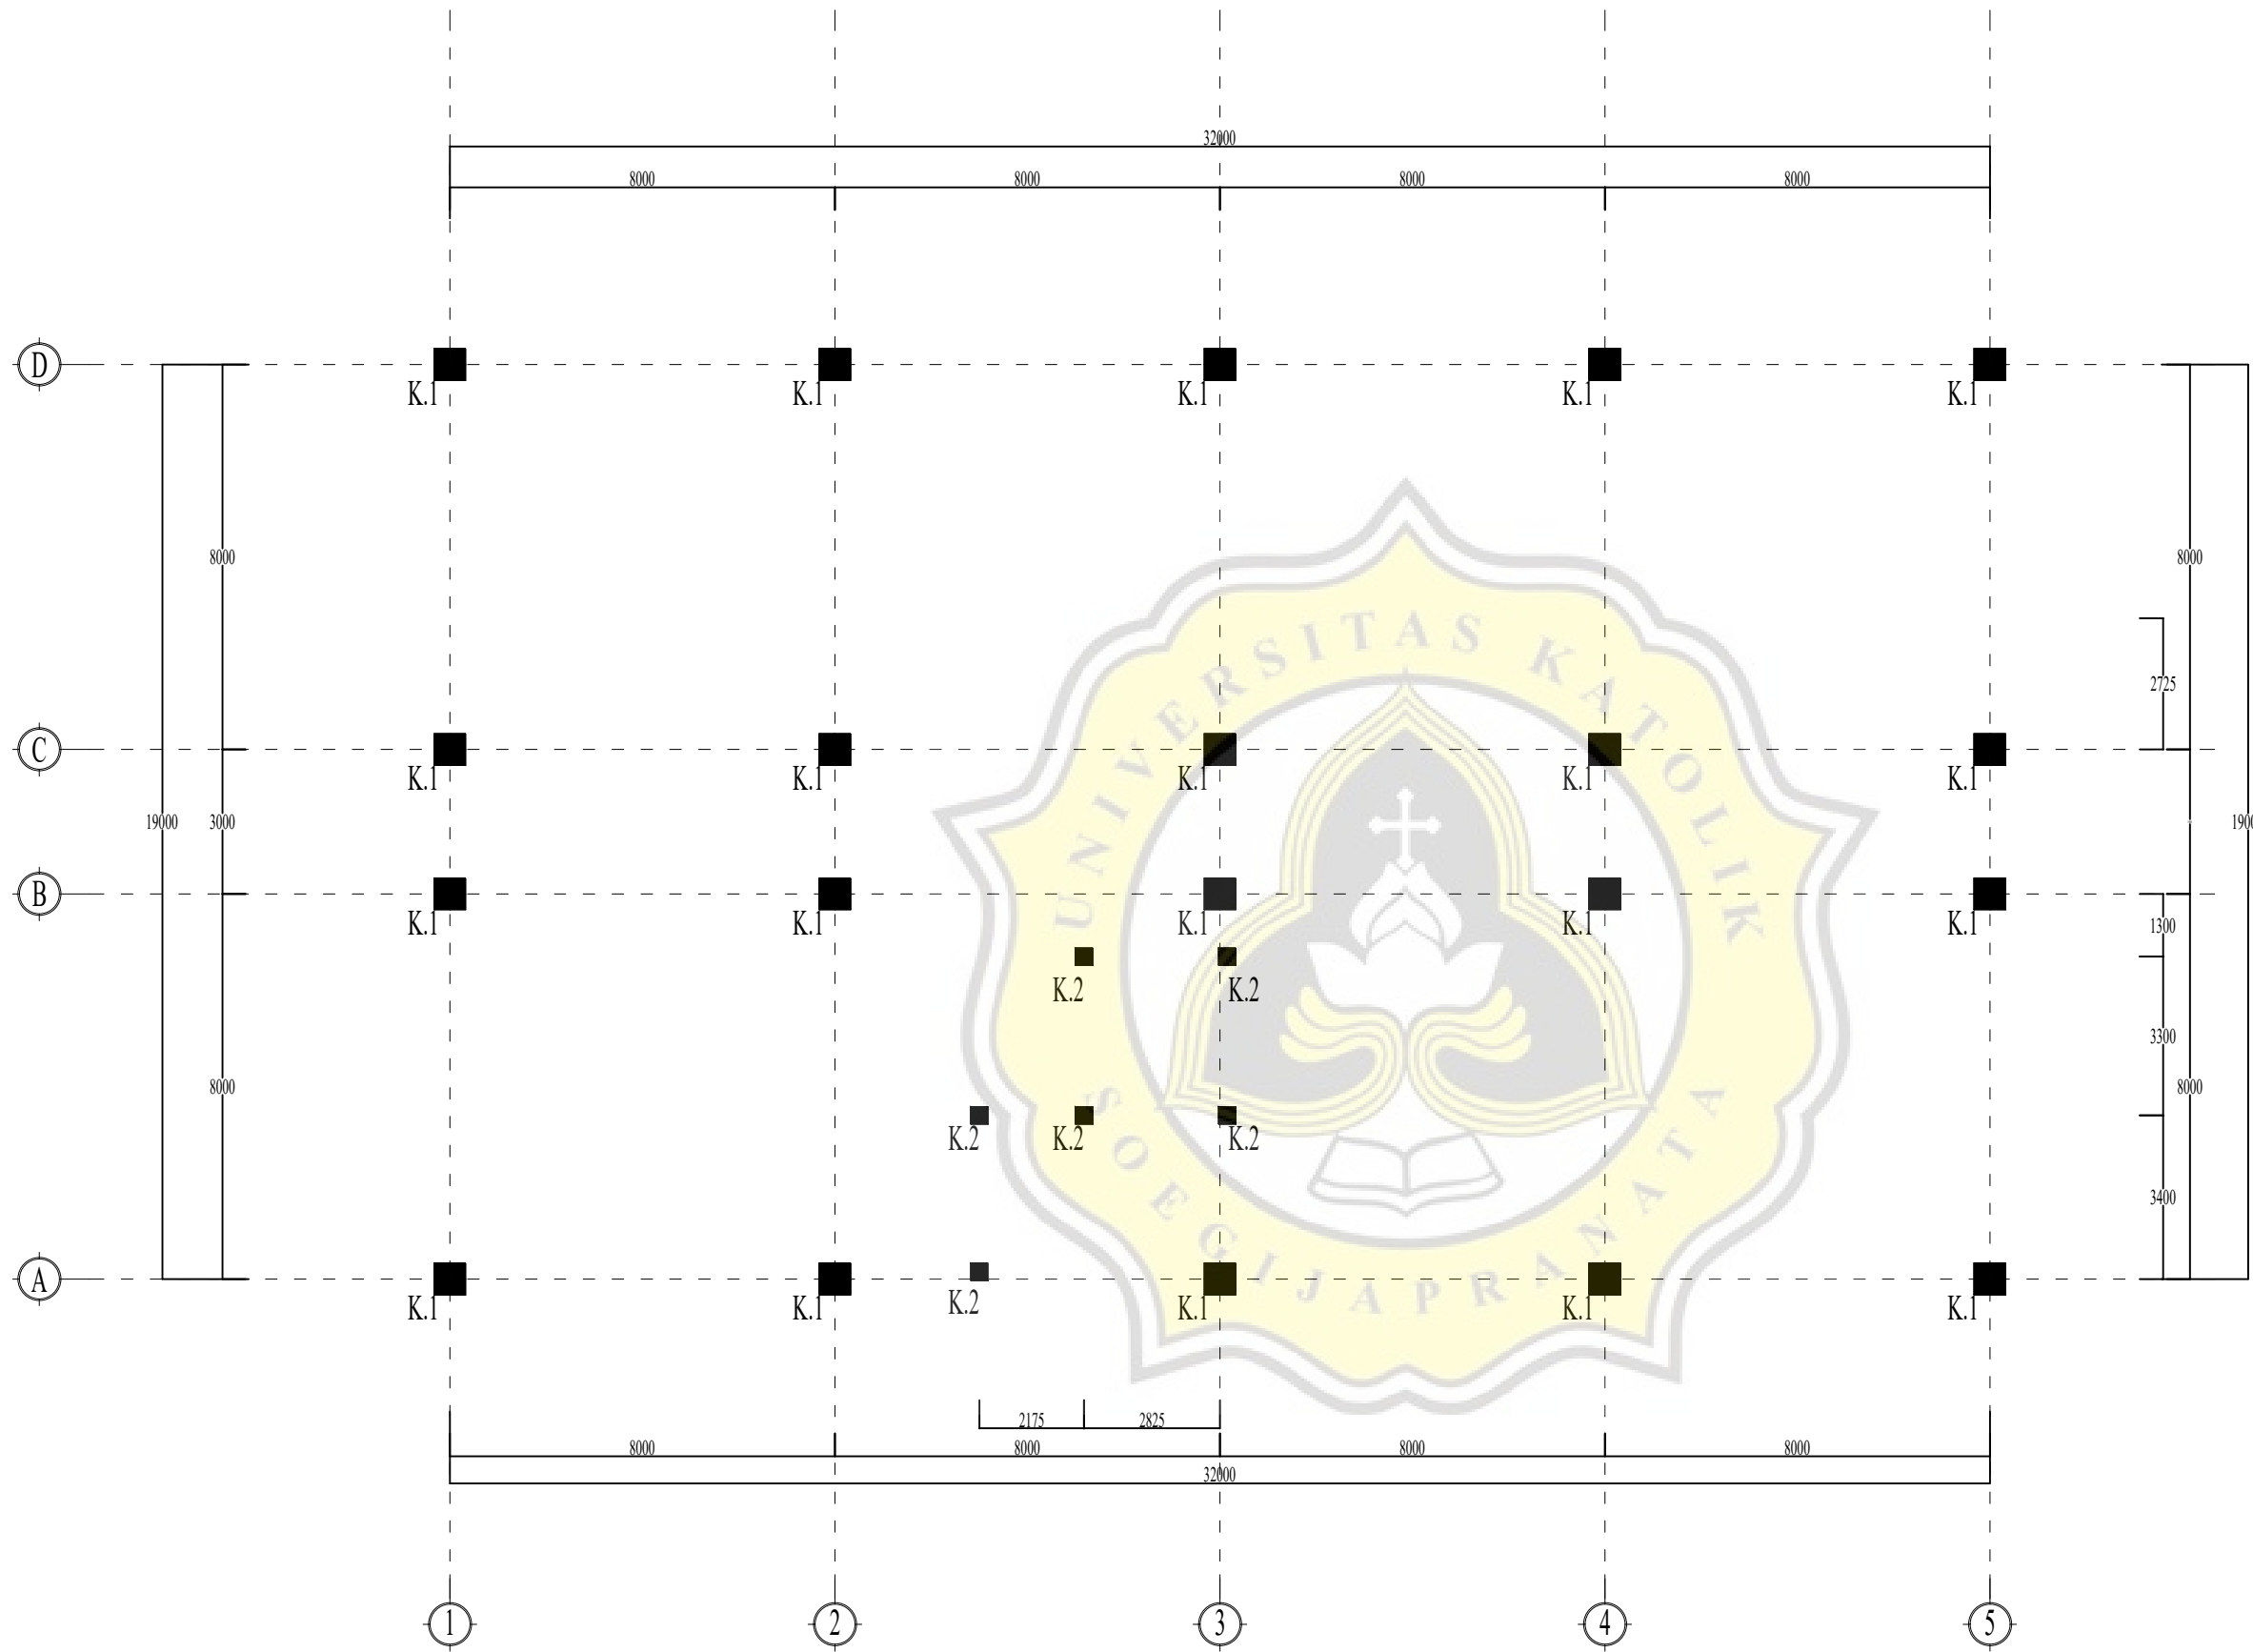 32000
8000 8000 8000 8000
D
K.1 K.1 K.1 K.1 K.1
8000 8000
2725
C
K.1 K.1 K.1 K.1 K.1
19000 3000
B
K.1 K.1 K.1 K.1 K.1
1300
K.2 K.2
3300
8000 8000
K.2 K.2 K.2
3400
A
K.1 K.1 K.2 K.1 K.1 K.1
2175 2825
8000 8000 8000 8000
32000
1 2 3 4 5
UNIVERSITAS KATOLIK
SOEGIJAPRANATA